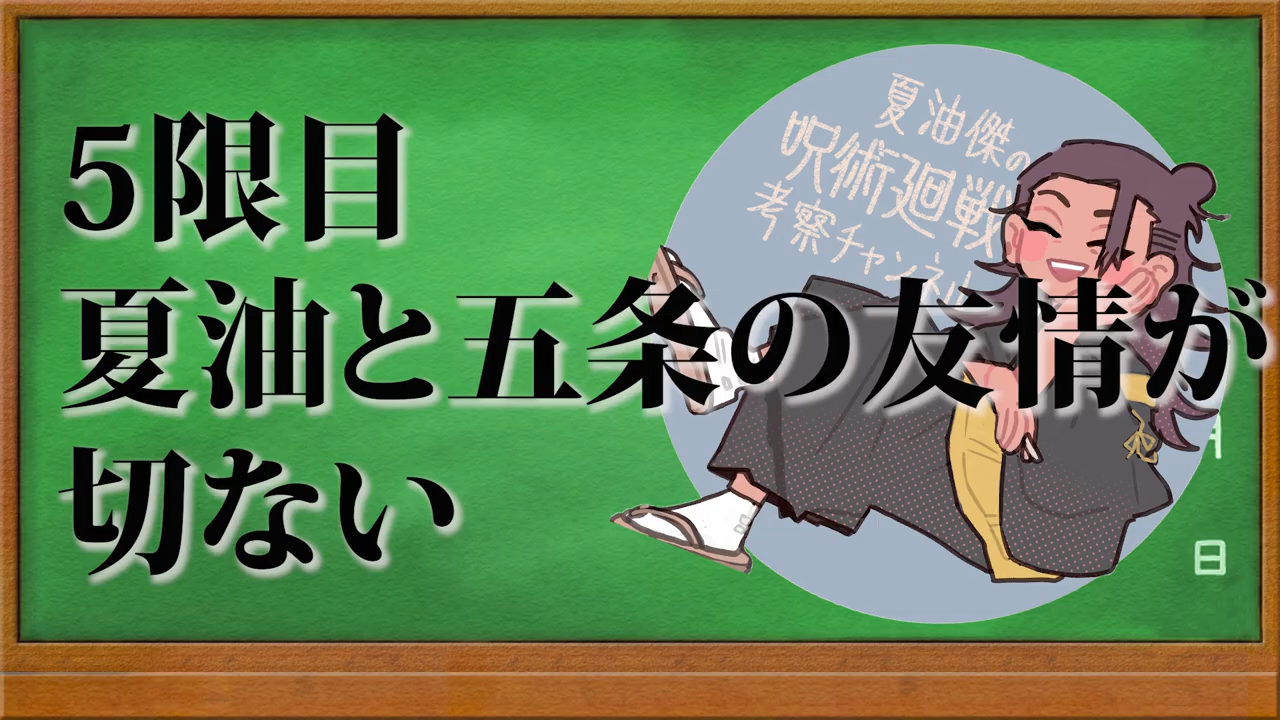 5限目
夏油と五条の友情が
切ない
夏油傑の
呪術廻戦
考察チャンネル
月
日